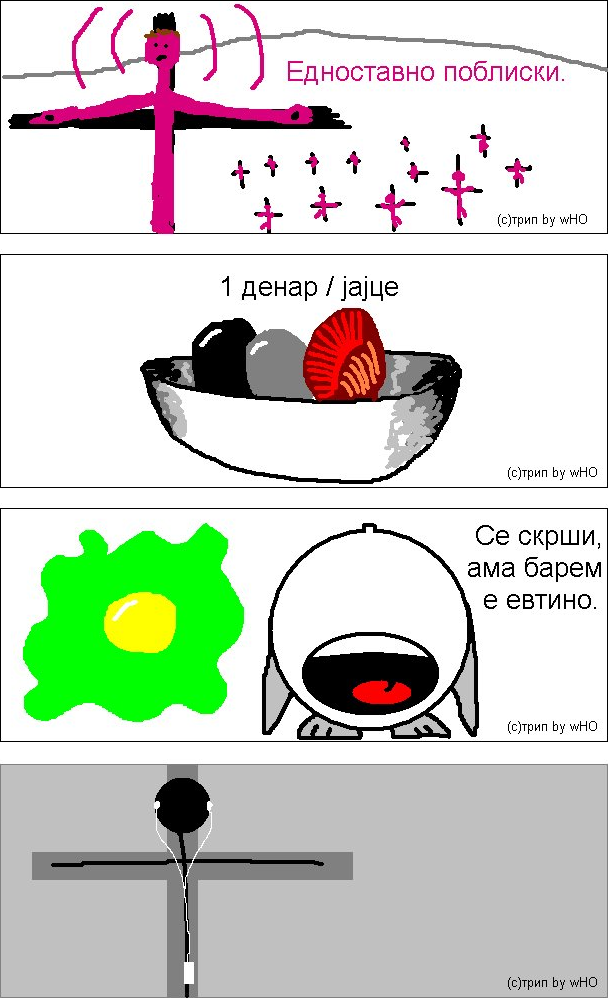 Едноставно поблиски.
(c)трип by wHO
1 денар / јајце
(c)трип by wHO
Се скрши,
ама барем
е евтино.
(c)трип by wHO
(c)трип by wHO